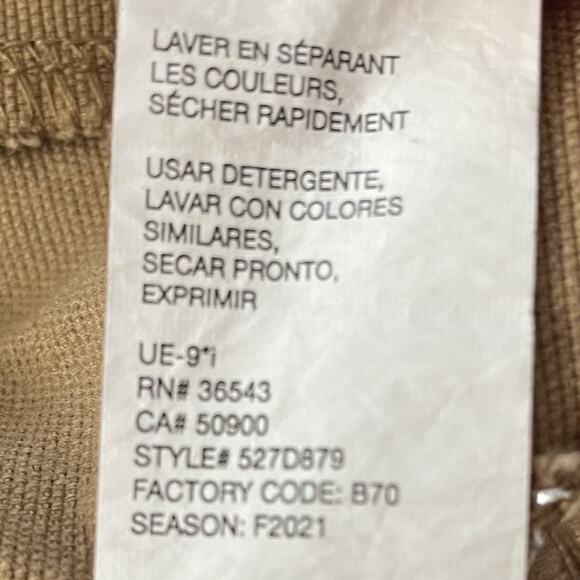 LAVER EN SÉPARANT
LES COULEURS,
SÉCHER RAPIDEMENT
USAR DETERGENTE,
LAVAR CON COLORES
SIMILARES,
SECAR PRONTO,
EXPRIMIR
UE-9*i
RN# 36543
CA# 50900
STYLE# 527D879
FACTORY CODE: B70
SEASON: F2021